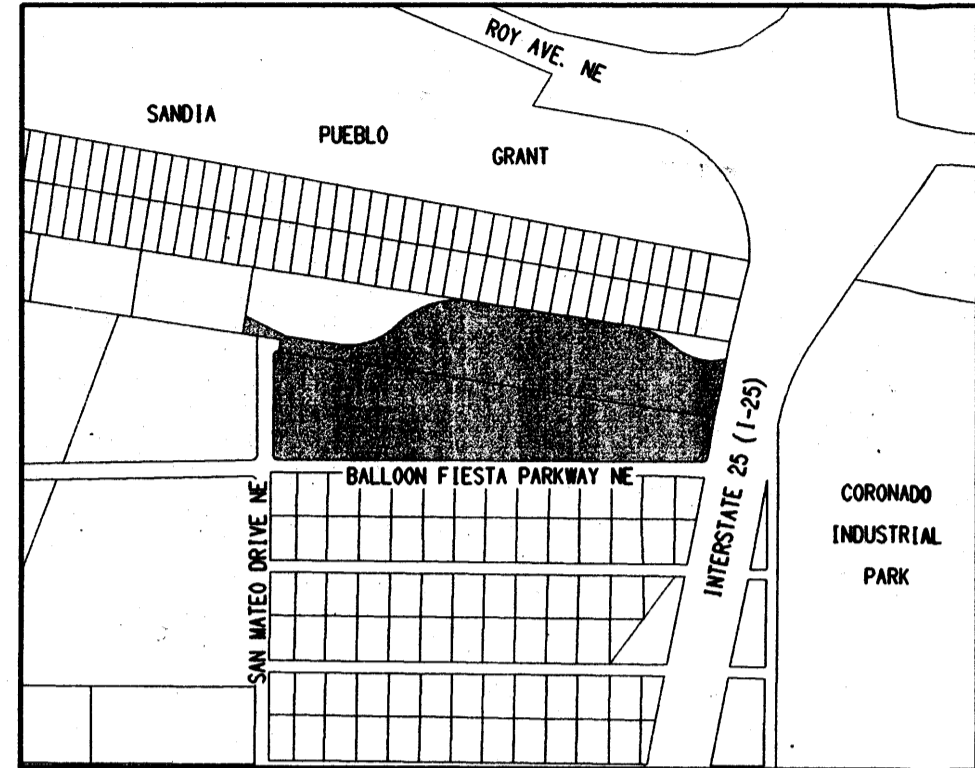 ROY AVE. NE
SANDIA
PUEBLO
GRANT
BALLOON FIESTA PARKWAY NE
SAN MATEO DRIVE NE
INTERSTATE 25 (I-25)
CORONADO
INDUSTRIAL
PARK